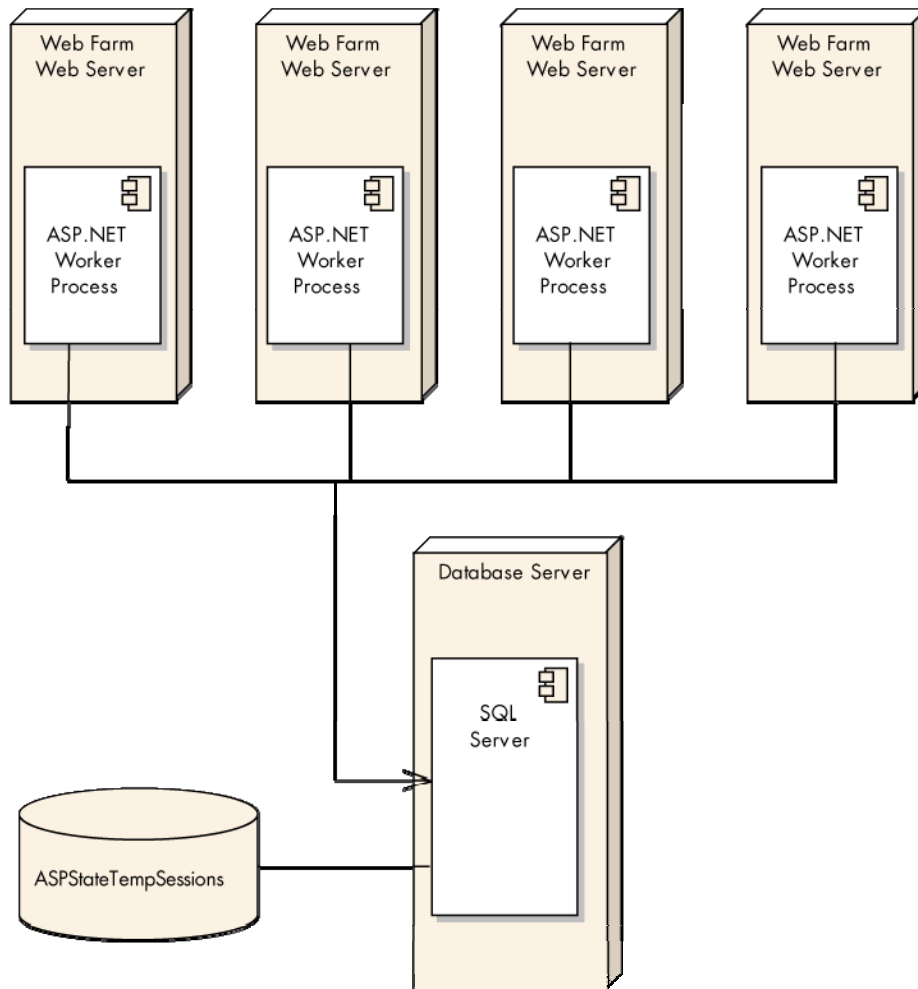 Web Farm
Web Server
Web Farm
Web Server
Web Farm
Web Server
Web Farm
Web Server
ASP.NET
Worker
Process
ASP.NET
Worker
Process
ASP.NET
Worker
Process
ASP.NET
Worker
Process
Database Server
SQL
Server
ASPStateTempSessions